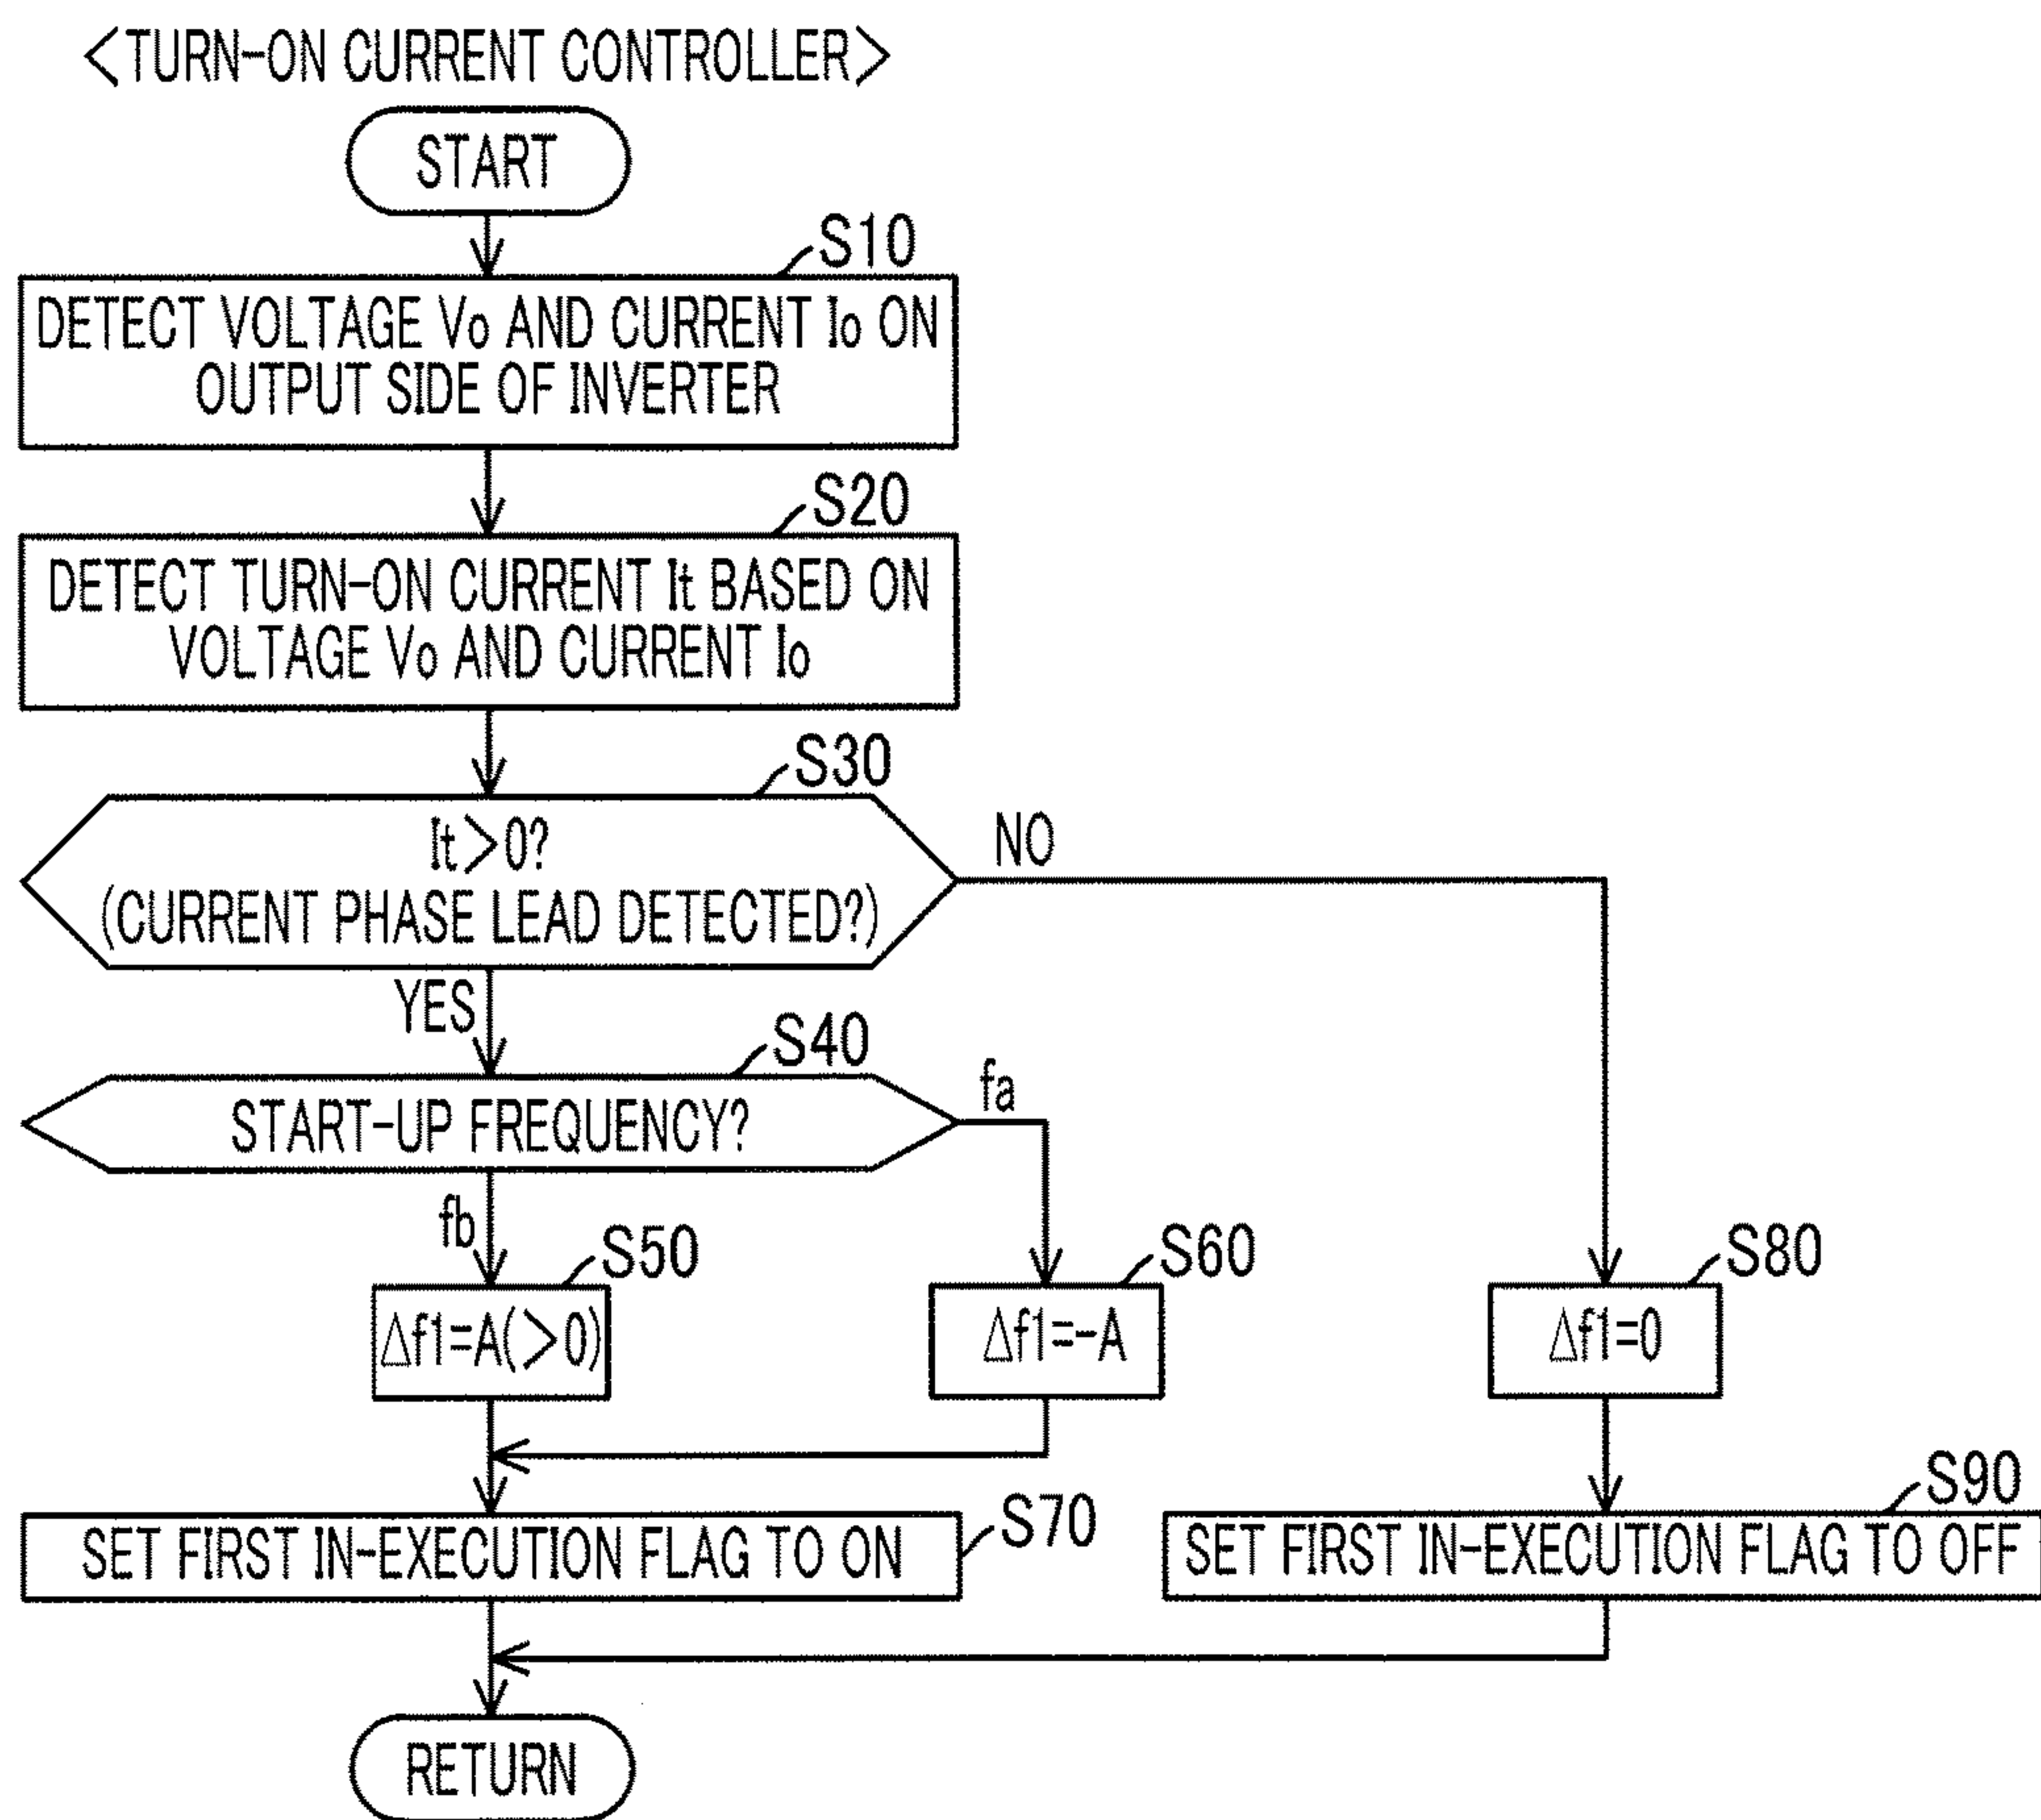 <TURN-ON CURRENT CONTROLLER>
START
S10
DETECT VOLTAGE Vo AND CURRENT Io ON
OUTPUT SIDE OF INVERTER
S20
DETECT TURN-ON CURRENT It BASED ON
VOLTAGE Vo AND CURRENT Io
S30
It>0?
(CURRENT PHASE LEAD DETECTED?)
NO
YES
S40
START-UP FREQUENCY?
fa
fb
S50
Δf1=A(>0)
S60
Δf1=-A
S80
Δf1=0
S70
SET FIRST IN-EXECUTION FLAG TO ON
S90
SET FIRST IN-EXECUTION FLAG TO OFF
RETURN